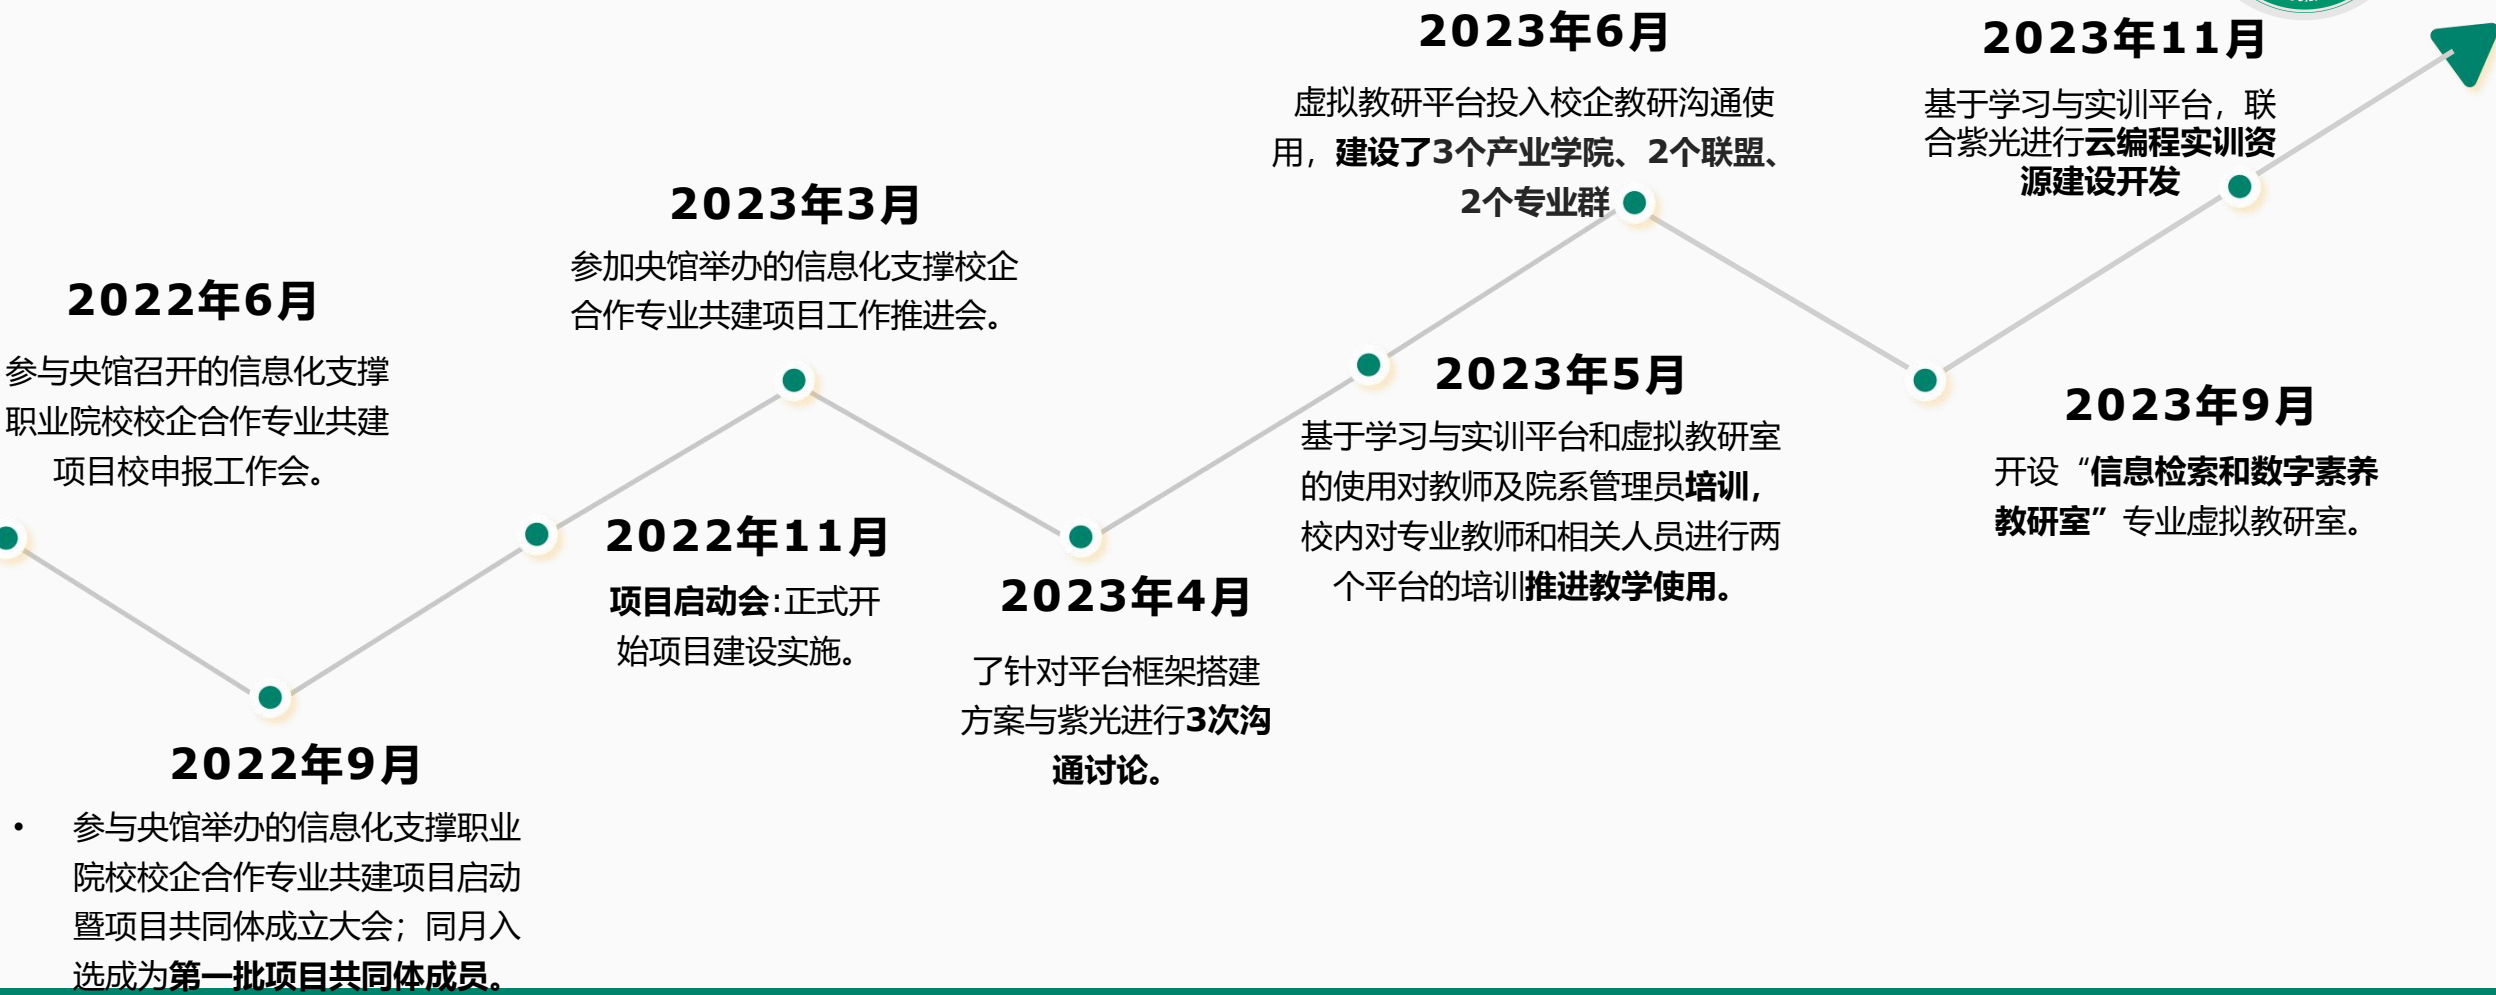 2022年6月
参与央馆召开的信息化支撑
职业院校校企合作专业共建
项目校申报工作会。
2022年9月
• 参与央馆举办的信息化支撑职业
院校校企合作专业共建项目启动
暨项目共同体成立大会；同月入
选成为第一批项目共同体成员。
2022年11月
项目启动会:正式开
始项目建设实施。
2023年3月
参加央馆举办的信息化支撑校企
合作专业共建项目工作推进会。
2023年4月
了针对平台框架搭建
方案与紫光进行3次沟
通讨论。
2023年5月
基于学习与实训平台和虚拟教研室
的使用对教师及院系管理员培训，
校内对专业教师和相关人员进行两
个平台的培训推进教学使用。
2023年6月
虚拟教研平台投入校企教研沟通使
用，建设了3个产业学院、2个联盟、
2个专业群
2023年9月
开设“信息检索和数字素养
教研室”专业虚拟教研室。
2023年11月
基于学习与实训平台，联
合紫光进行云编程实训资
源建设开发